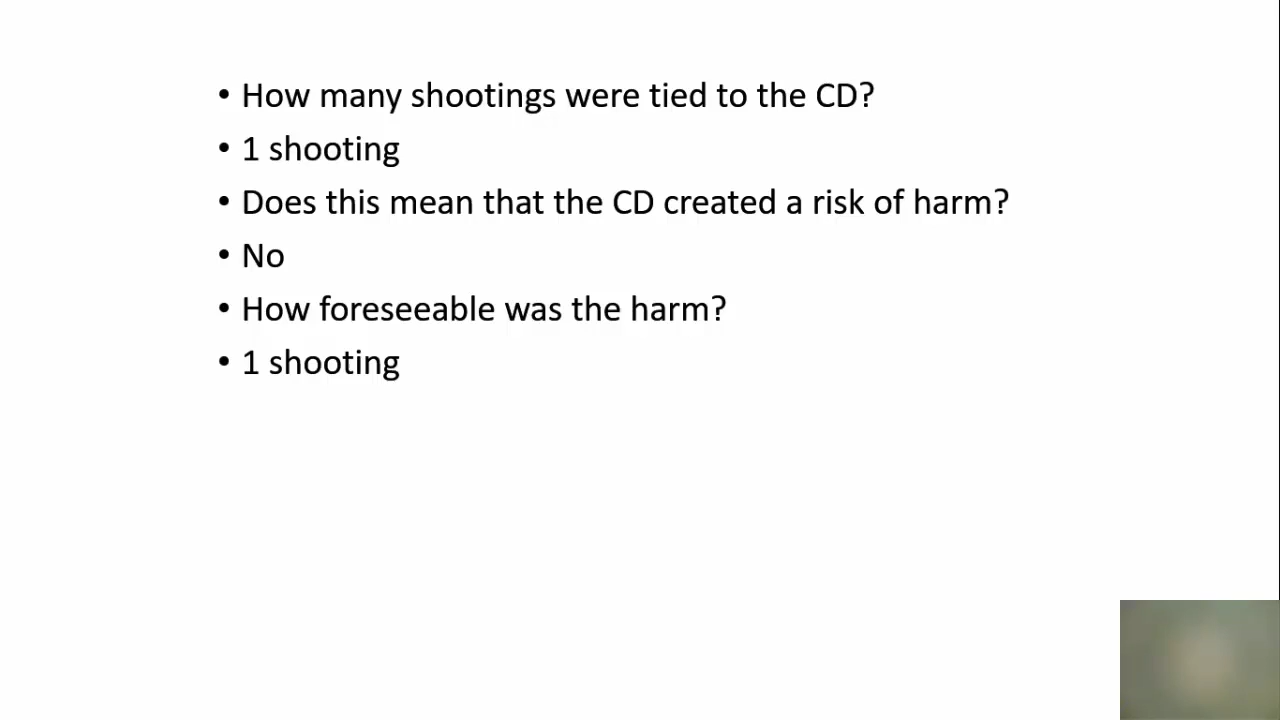 • How many shootings were tied to the CD?
• 1 shooting
• Does this mean that the CD created a risk of harm?
• No
• How foreseeable was the harm?
• 1 shooting